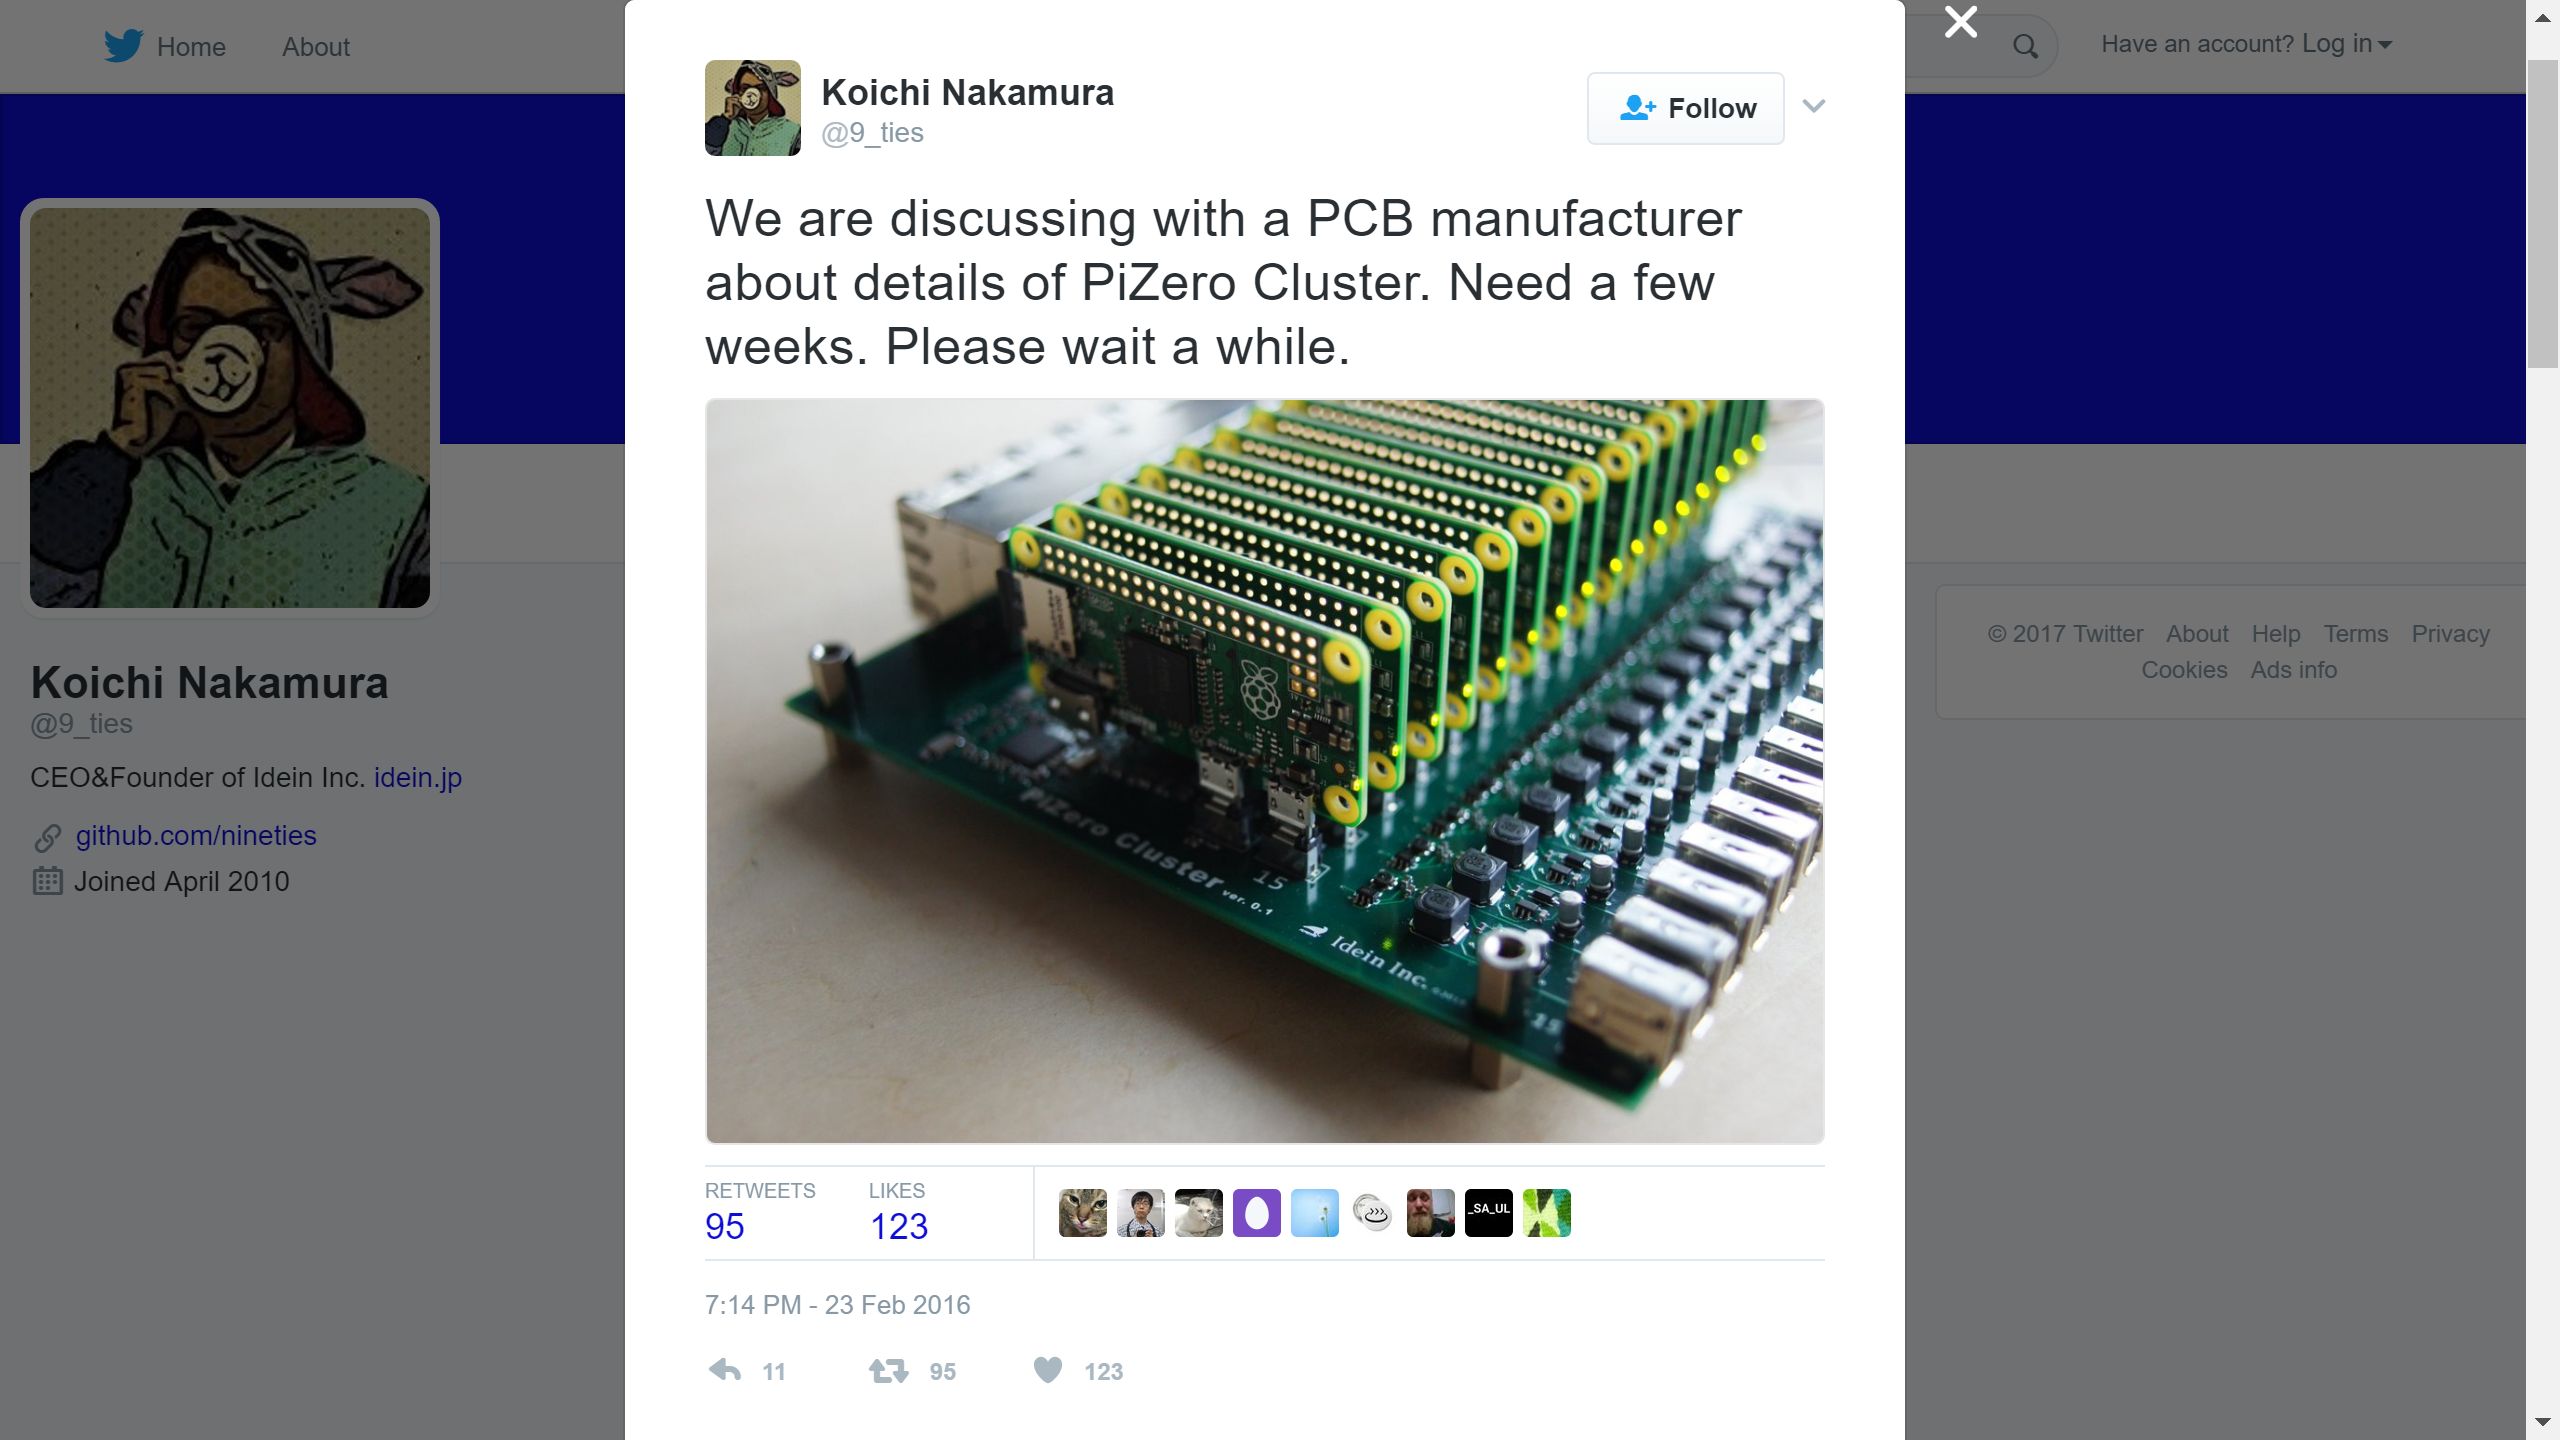 Home
About
Have an account? Log in
Koichi Nakamura
@9_ties
Follow
We are discussing with a PCB manufacturer
about details of PiZero Cluster. Need a few
weeks. Please wait a while.
PiZero Cluster ver. 0.1
15
Idein Inc.
15
RETWEETS
95
LIKES
123
_SA_UL
7:14 PM - 23 Feb 2016
11
95
123
Koichi Nakamura
@9_ties
CEO&Founder of Idein Inc. idein.jp
github.com/nineties
Joined April 2010
© 2017 Twitter About Help Terms Privacy
Cookies Ads info